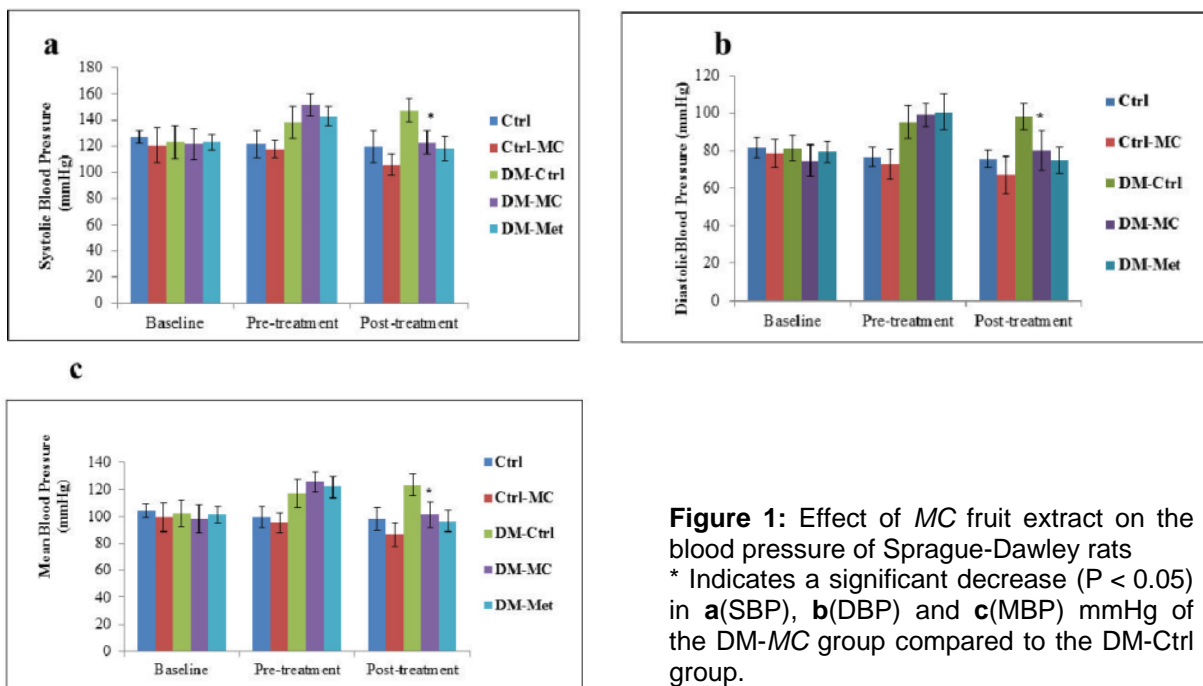 a
Systolic Blood Pressure
(mmHg)
180
160
140
120
100
80
60
40
20
0
Baseline Pre-treatment Post-treatment
*
Ctrl
Ctrl-MC
DM-Ctrl
DM-MC
DM-Met
b
DiastolicBlood Pressure (mmHg)
120
100
80
60
40
20
0
Baseline Pre-treatment Post-treatment
*
Ctrl
Ctrl-MC
DM-Ctrl
DM-MC
DM-Met
c
Mean Blood Pressure
(mmHg)
140
120
100
80
60
40
20
0
Baseline Pre-treatment Post-treatment
*
Ctrl
Ctrl-MC
DM-Ctrl
DM-MC
DM-Met
Figure 1: Effect of MC fruit extract on the
blood pressure of Sprague-Dawley rats
* Indicates a significant decrease (P < 0.05)
in a(SBP), b(DBP) and c(MBP) mmHg of
the DM-MC group compared to the DM-Ctrl
group.